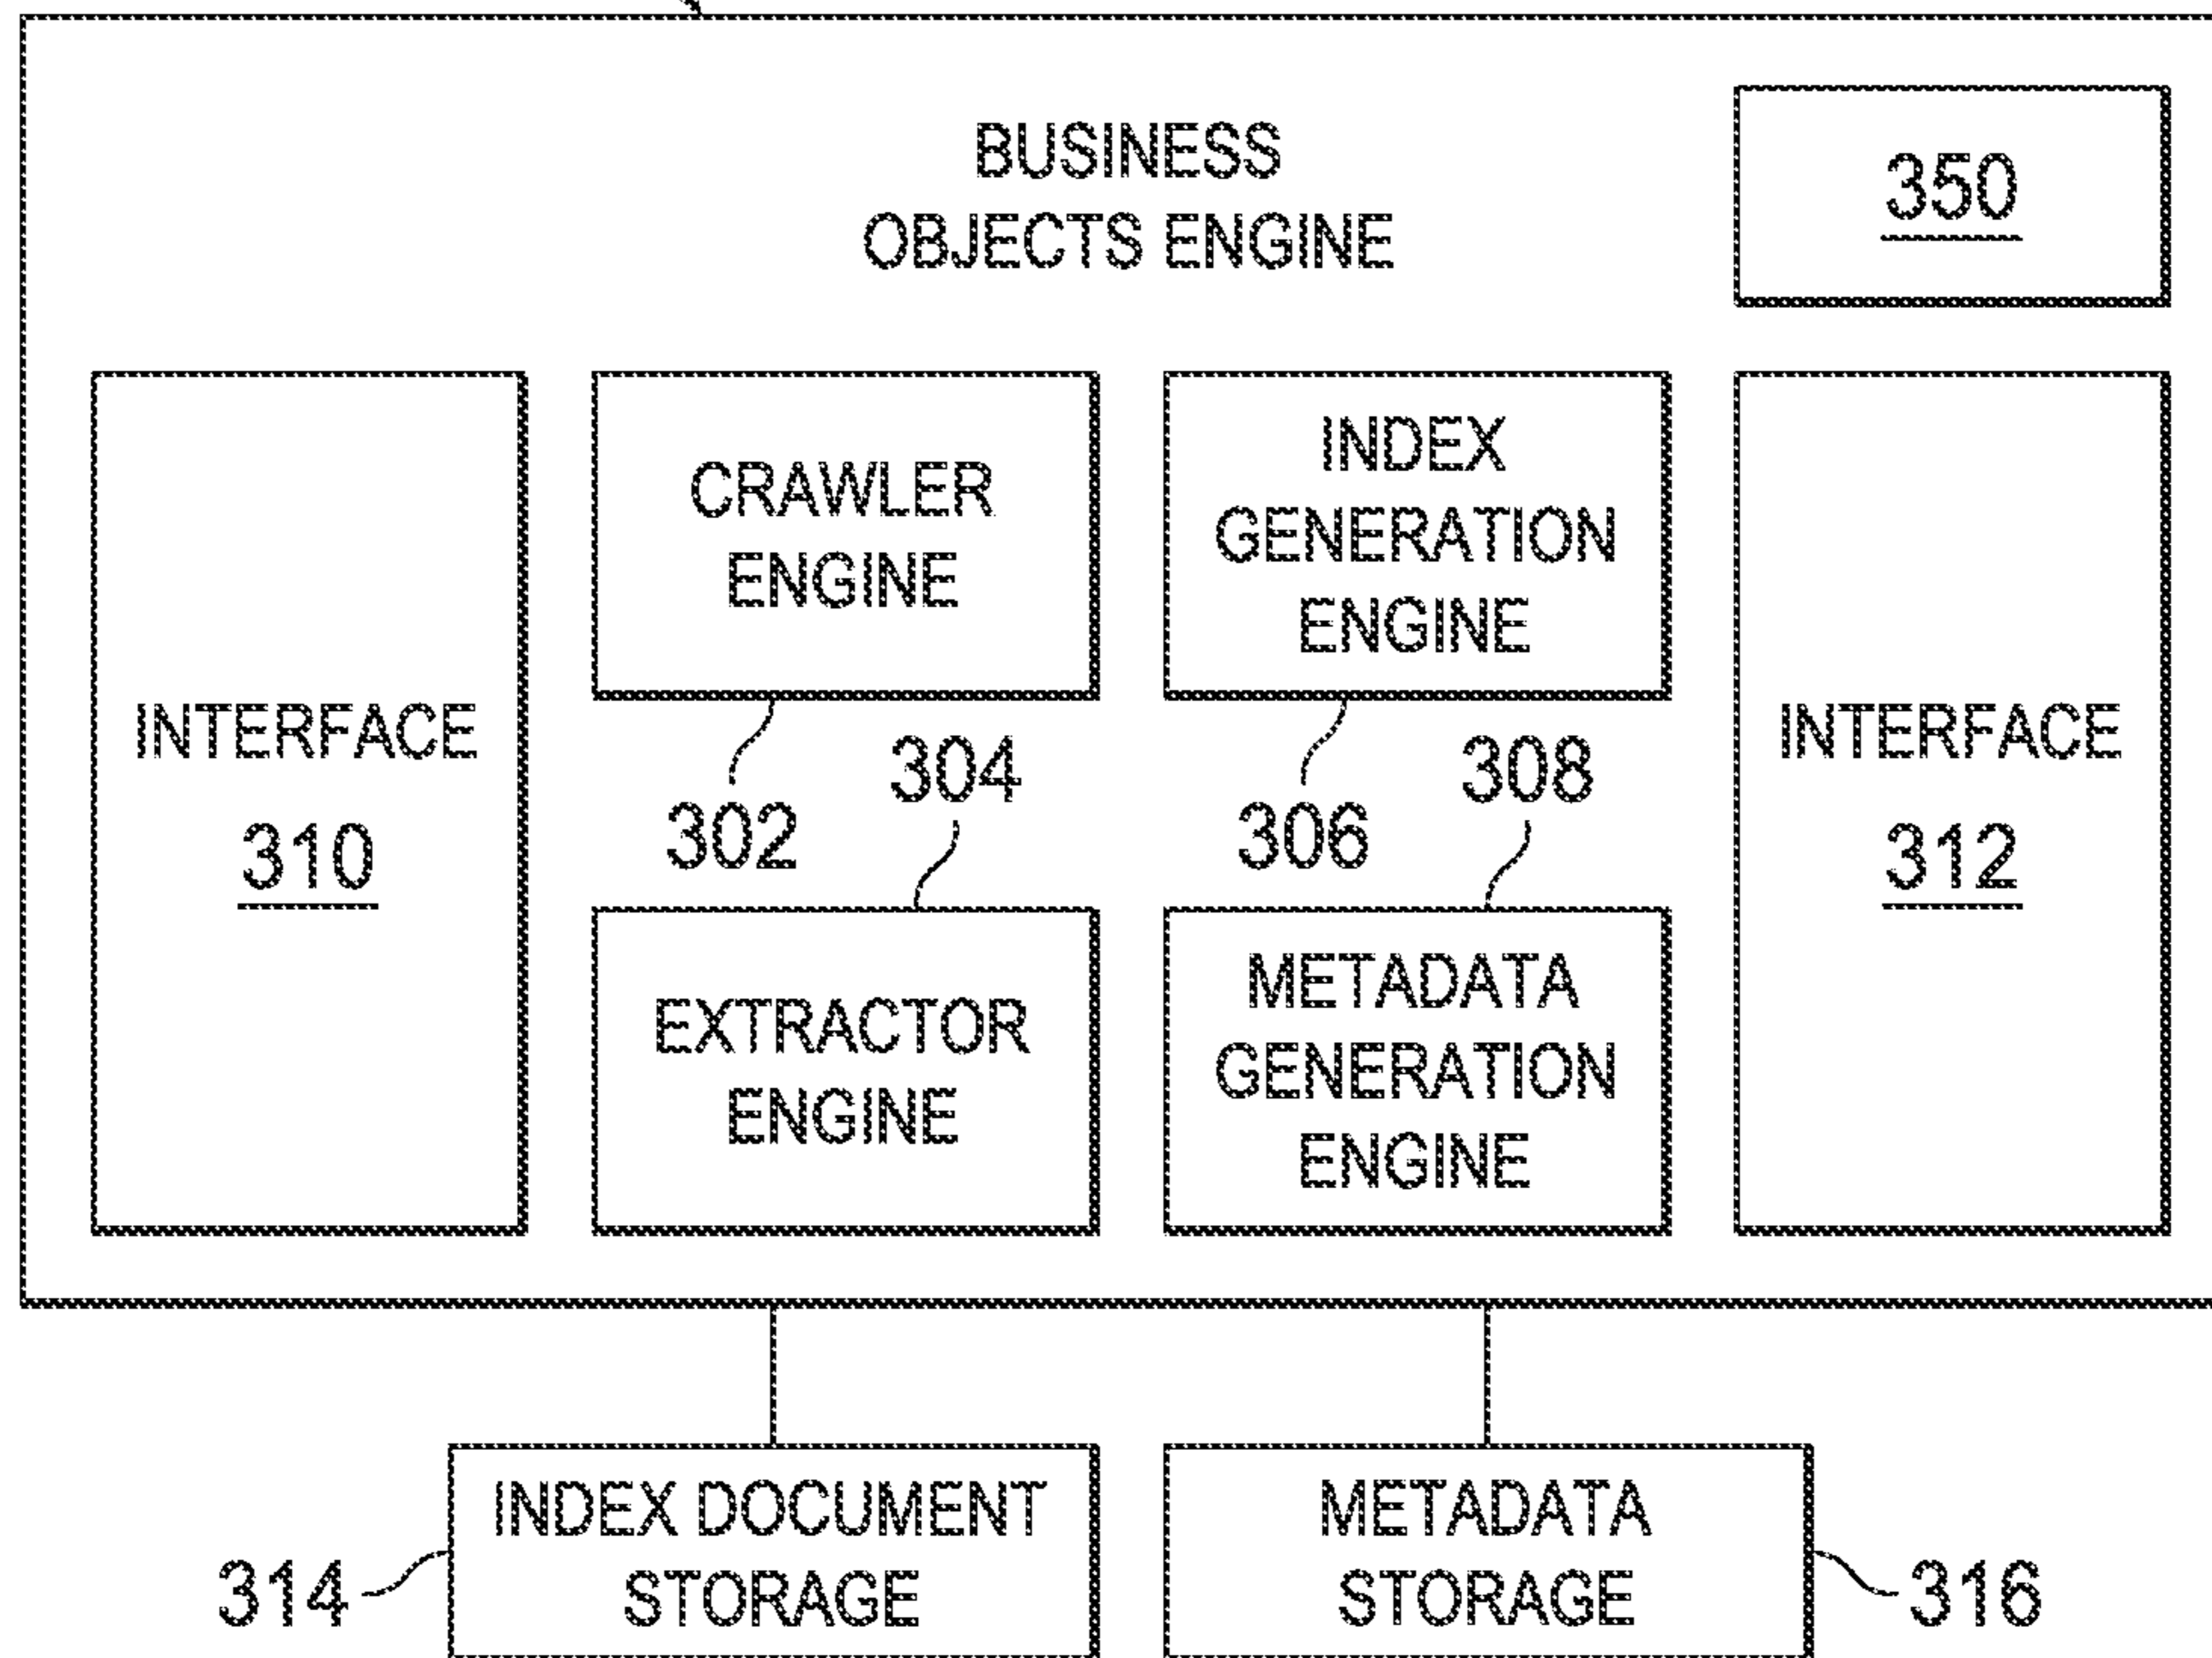 BUSINESS
OBJECTS ENGINE
350
INTERFACE
310
CRAWLER
ENGINE
302
304
EXTRACTOR
ENGINE
INDEX
GENERATION
ENGINE
306
308
METADATA
GENERATION
ENGINE
INTERFACE
312
INDEX DOCUMENT
STORAGE
314
METADATA
STORAGE
316